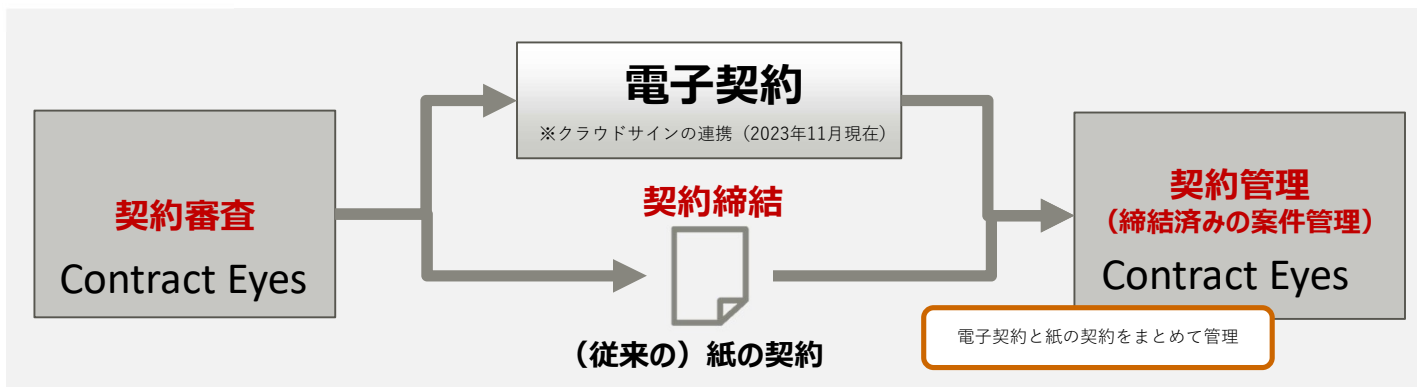 契約審査
Contract Eyes
電子契約
※クラウドサインの連携（2023年11月現在）
契約締結
（従来の）紙の契約
契約管理
（締結済みの案件管理）
Contract Eyes
電子契約と紙の契約をまとめて管理